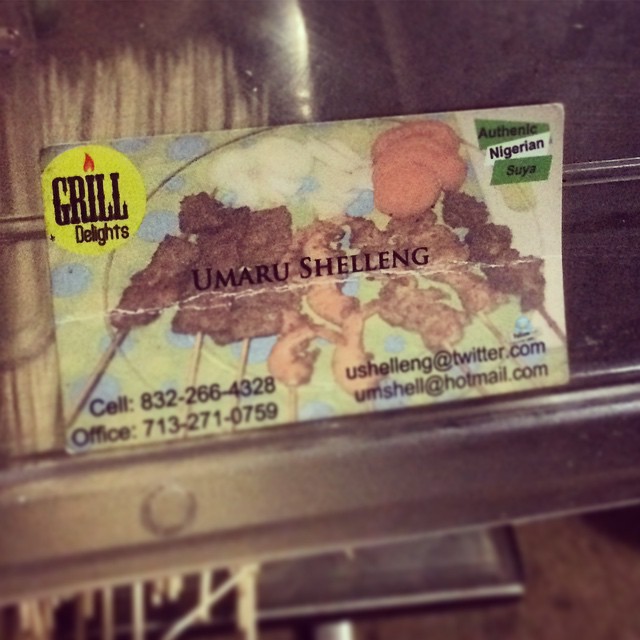 GRILL
Delights
Authentic
Nigerian
Suya
UMARU SHELLENG
Cell: 832-266-4328
Office: 713-271-0759
ushelleng@twitter.com
umshell@hotmail.com